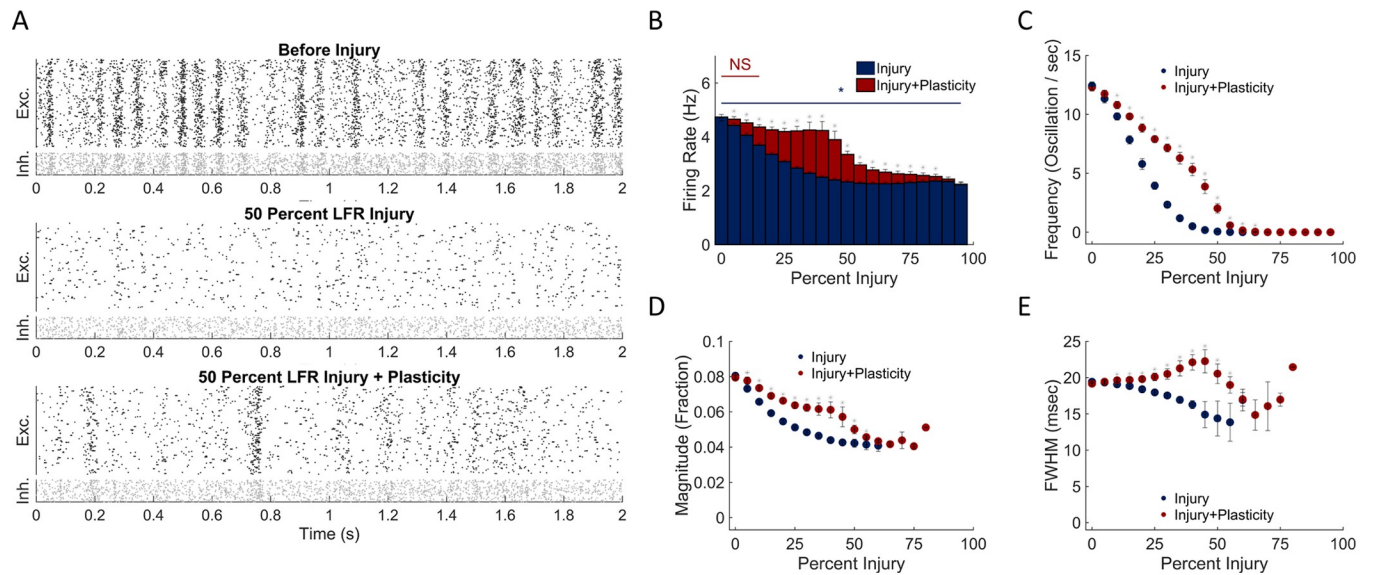 A
Before Injury
Exc.
Inh.
0 0.2 0.4 0.6 0.8 1 1.2 1.4 1.6 1.8 2
50 Percent LFR Injury
Exc.
Inh.
0 0.2 0.4 0.6 0.8 1 1.2 1.4 1.6 1.8 2
50 Percent LFR Injury + Plasticity
Exc.
Inh.
0 0.2 0.4 0.6 0.8 1 1.2 1.4 1.6 1.8 2
Time (s)
B
NS
*
Injury
Injury+Plasticity
Firing Rate (Hz)
6
4
2
0
0 25 50 75 100
Percent Injury
C
Injury
Injury+Plasticity
Frequency (Oscillation / sec)
15
10
5
0
0 25 50 75 100
Percent Injury
D
Injury
Injury+Plasticity
Magnitude (Fraction)
0.1
0.08
0.06
0.04
0.02
0
0 25 50 75 100
Percent Injury
E
FWHM (msec)
25
20
15
10
5
0
Injury
Injury+Plasticity
0 25 50 75 100
Percent Injury